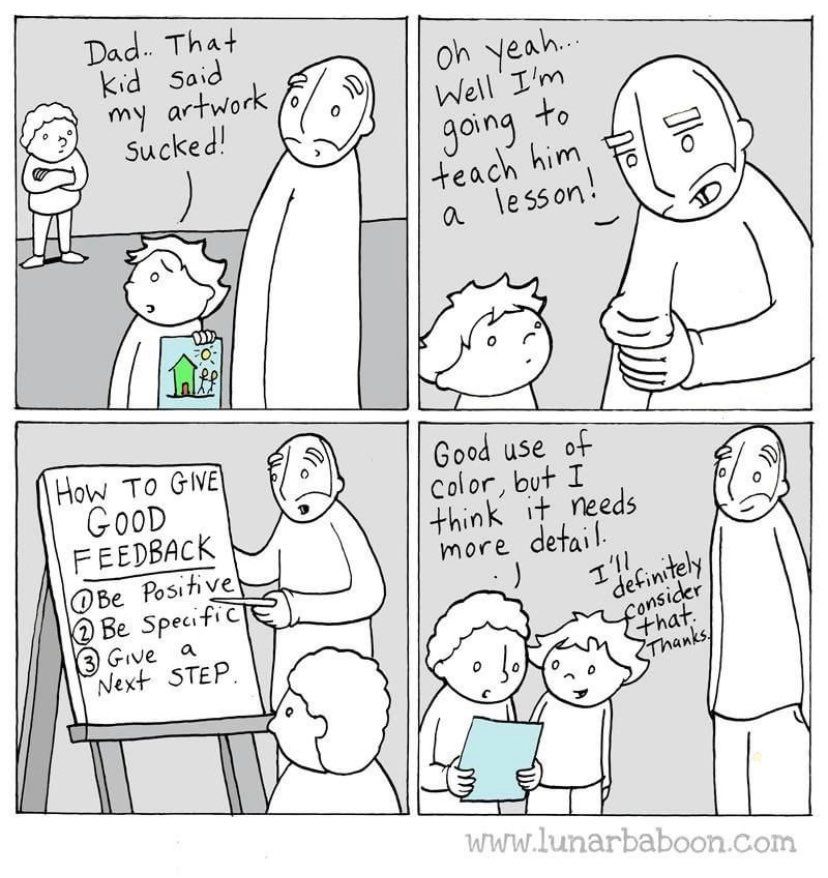 Dad.. That
kid said
my artwork
sucked!
Oh yeah...
Well I'm
going to
teach him
a lesson!
HOW TO GIVE
GOOD
FEEDBACK
① Be Positive
② Be Specific
③ Give a
Next STEP.
Good use of
color, but I
think it needs
more detail.
I'll
definitely
consider
that.
Thanks.
www.lunarbaboon.com